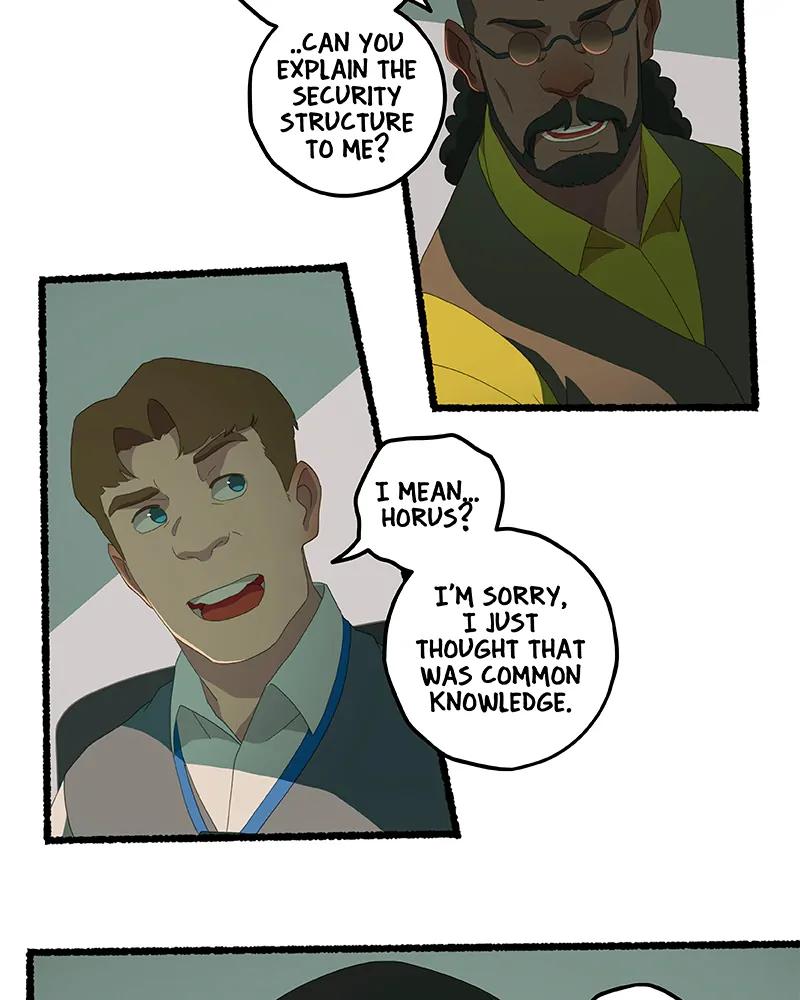 ..CAN YOU
EXPLAIN THE
SECURITY
STRUCTURE
TO ME?
I MEAN...
HORUS?
I'M SORRY,
I JUST
THOUGHT THAT
WAS COMMON
KNOWLEDGE.